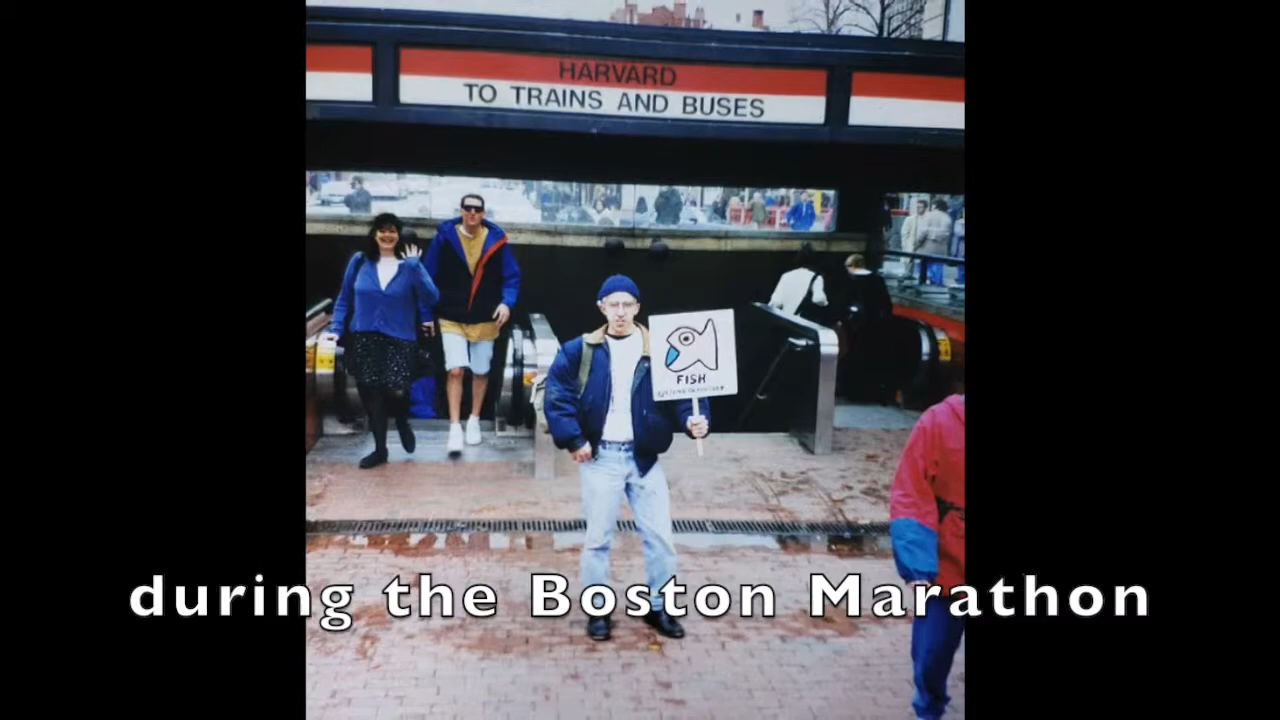 HARVARD
TO TRAINS AND BUSES
FISH
during the Boston Marathon